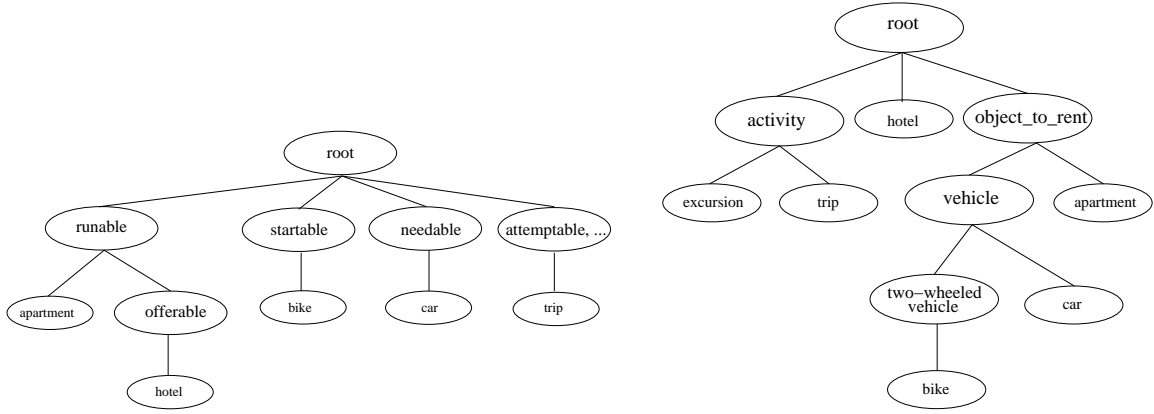 root
runable
startable
needable
attemptable, ...
apartment
offerable
bike
car
trip
hotel
root
activity
hotel
object_to_rent
excursion
trip
vehicle
apartment
two−wheeled
vehicle
car
bike